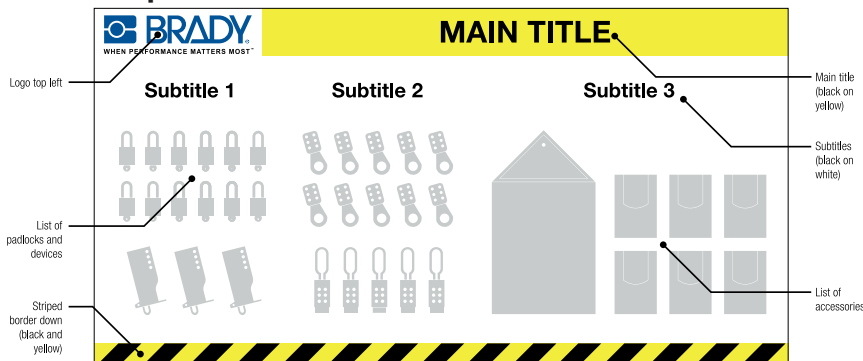 BRADY
WHEN PERFORMANCE MATTERS MOST
MAIN TITLE
Logo top left
Subtitle 1
Subtitle 2
Subtitle 3
Main title
(black on
yellow)
Subtitles
(black on
white)
List of
padlocks and
devices
List of
accessories
Striped
border down
(black and
yellow)